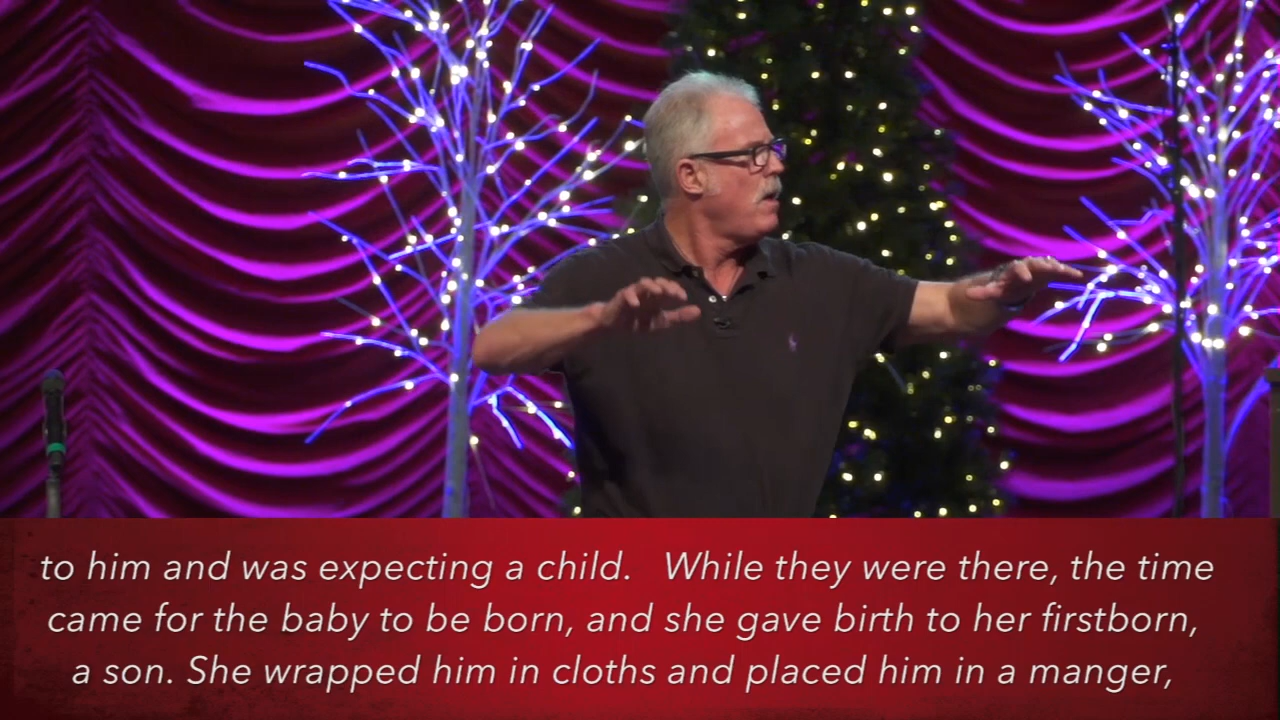 to him and was expecting a child. While they were there, the time
came for the baby to be born, and she gave birth to her firstborn,
a son. She wrapped him in cloths and placed him in a manger,